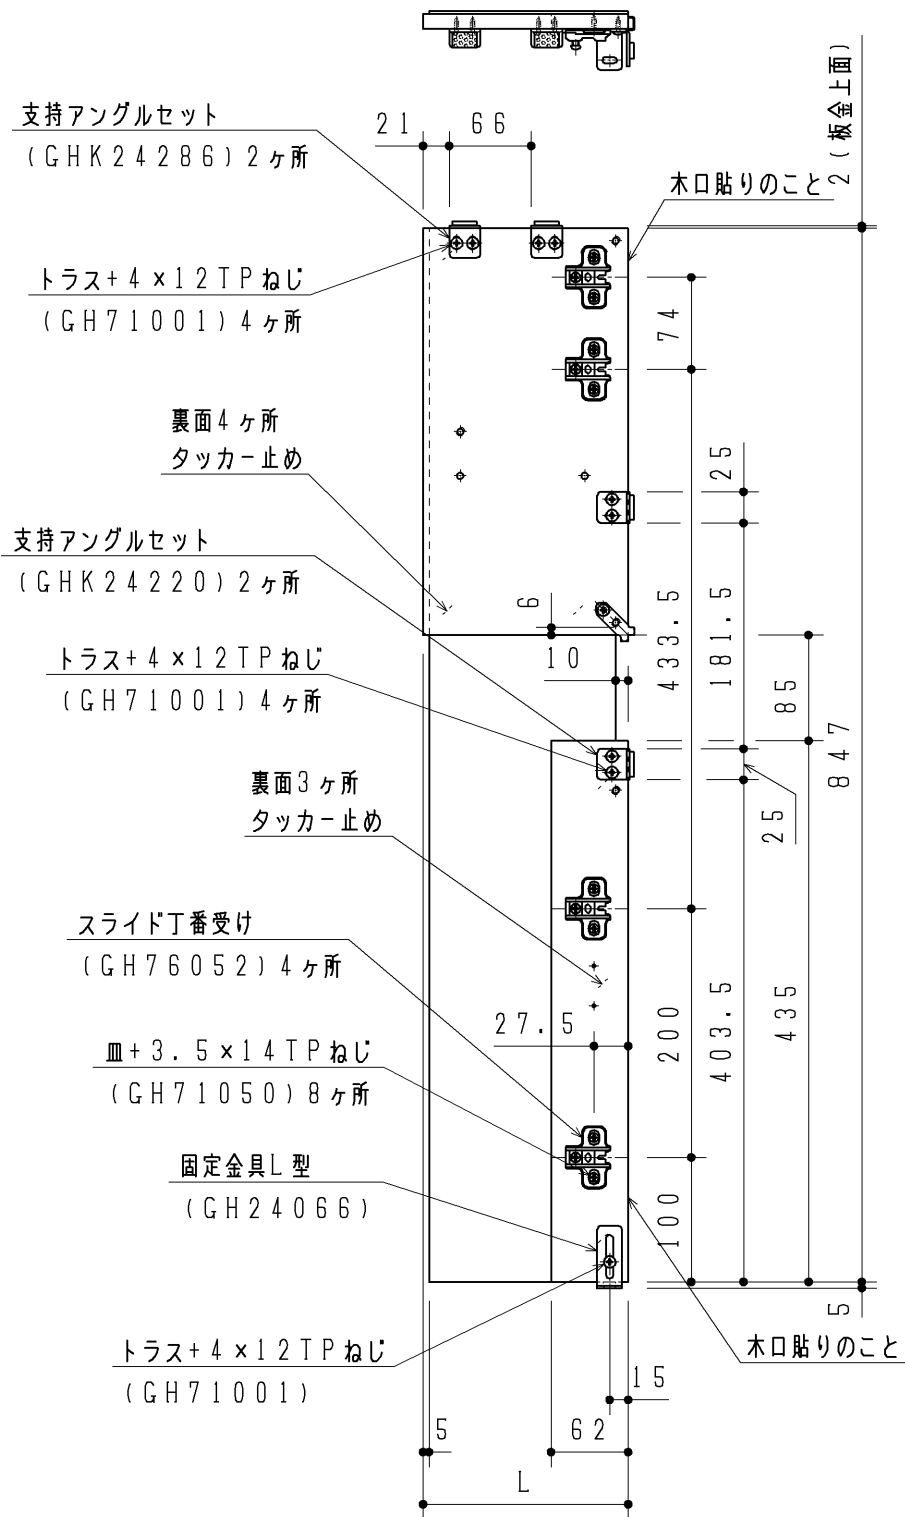 2(板金上面)
支持アングルセット
(GHK24286)2ヶ所
21
66
木口貼りのこと
トラス+4×12TPねじ
(GH71001)4ヶ所
74
裏面4ヶ所
タッカー止め
25
支持アングルセット
(GHK24220)2ヶ所
6
433.5
181.5
トラス+4×12TPねじ
(GH71001)4ヶ所
10
85
847
裏面3ヶ所
タッカー止め
25
スライド丁番受け
(GH76052)4ヶ所
27.5
200
403.5
435
皿+3.5×14TPねじ
(GH71050)8ヶ所
固定金具L型
(GH24066)
100
5
トラス+4×12TPねじ
(GH71001)
木口貼りのこと
15
5
62
L